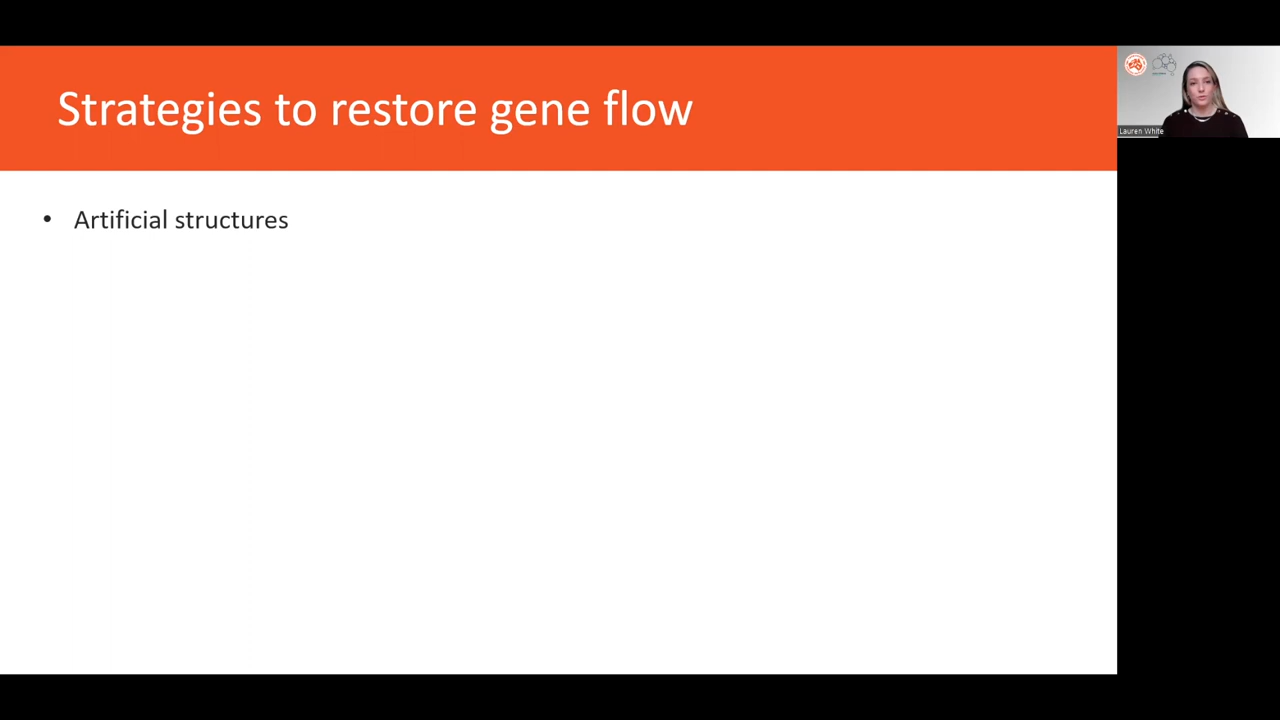 Strategies to restore gene flow
• Artificial structures
Lauren White